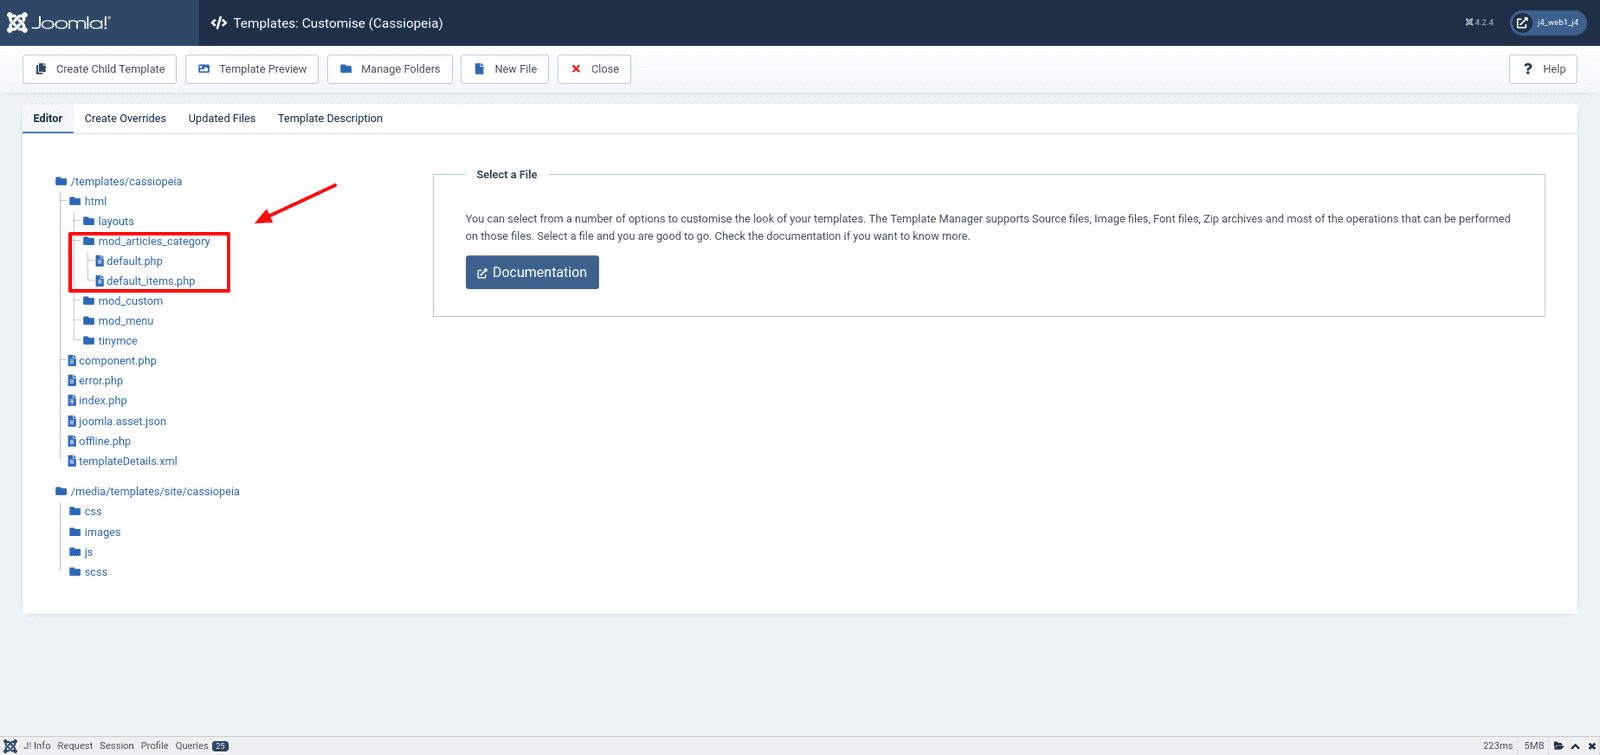 Joomla!
Templates: Customise (Cassiopeia)
4.2.4
j4_web1_j4
Create Child Template
Template Preview
Manage Folders
New File
Close
? Help
Editor
Create Overrides
Updated Files
Template Description
/templates/cassiopeia
html
layouts
mod_articles_category
default.php
default_items.php
mod_custom
mod_menu
tinymce
component.php
error.php
index.php
joomla.asset.json
offline.php
templateDetails.xml
/media/templates/site/cassiopeia
css
images
js
scss
Select a File
You can select from a number of options to customise the look of your templates. The Template Manager supports Source files, Image files, Font files, Zip archives and most of the operations that can be performed
on those files. Select a file and you are good to go. Check the documentation if you want to know more.
Documentation
J! Info
Request
Session
Profile
Queries 25
223ms
5MB